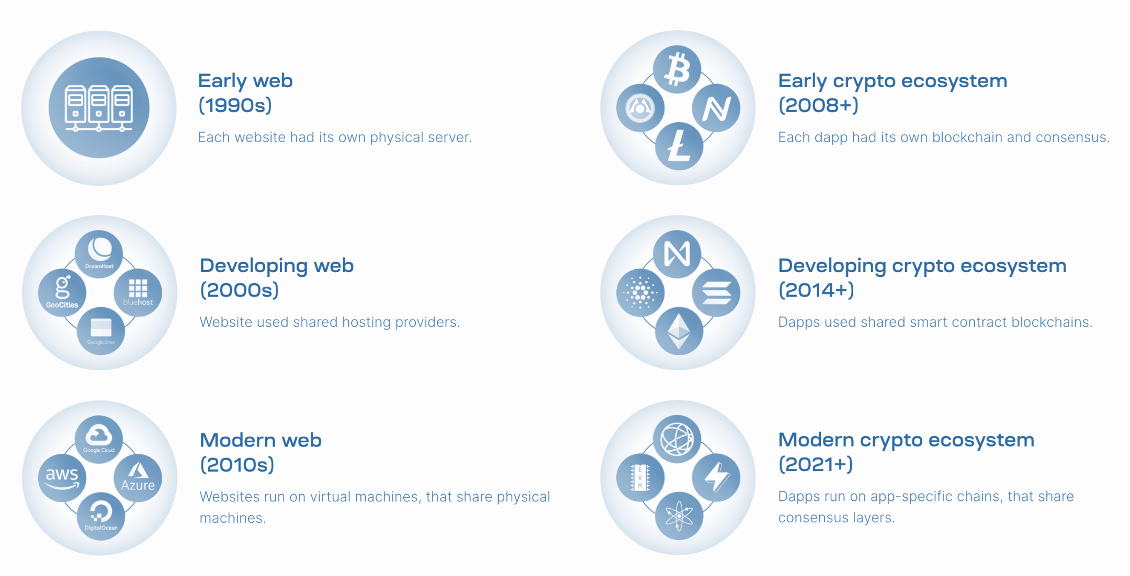 Early web
(1990s)
Each website had its own physical server.
Early crypto ecosystem
(2008+)
Each dapp had its own blockchain and consensus.
DreamHost
GeoCities
bluehost
Google Sites
Developing web
(2000s)
Website used shared hosting providers.
Developing crypto ecosystem
(2014+)
Dapps used shared smart contract blockchains.
Google Cloud
aws
Azure
DigitalOcean
Modern web
(2010s)
Websites run on virtual machines, that share physical
machines.
EVM
Modern crypto ecosystem
(2021+)
Dapps run on app-specific chains, that share
consensus layers.